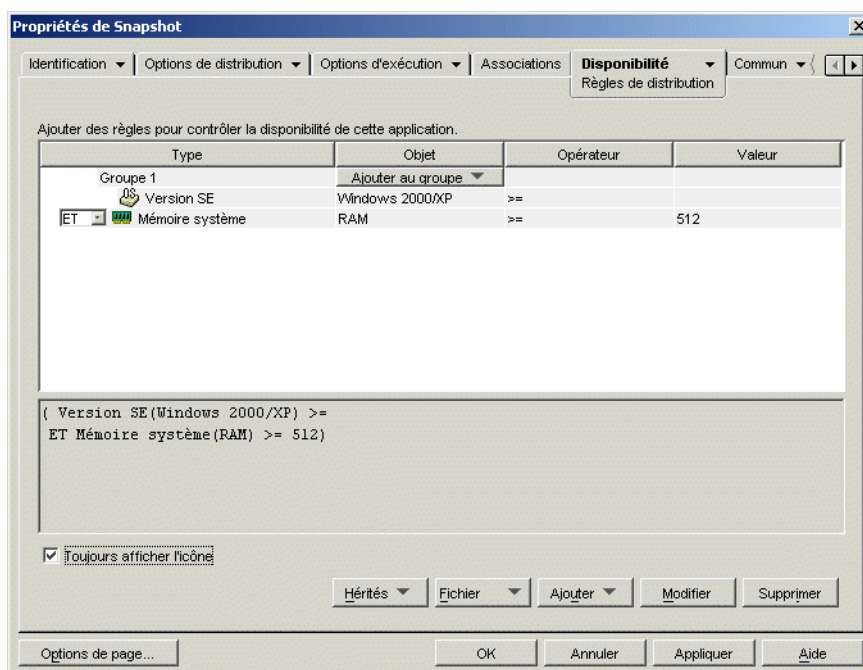 Propriétés de Snapshot
Identification Options de distribution Options d'exécution Associations Disponibilité Commun
Règles de distribution
Ajouter des règles pour contrôler la disponibilité de cette application.
Type Objet Opérateur Valeur
Groupe 1 Ajouter au groupe
OS Version SE Windows 2000/XP >=
ET Mémoire système RAM >= 512
( Version SE(Windows 2000/XP) >=
ET Mémoire système(RAM) >= 512)
Toujours afficher l'icône
Hérités Fichier Ajouter Modifier Supprimer
Options de page... OK Annuler Appliquer Aide